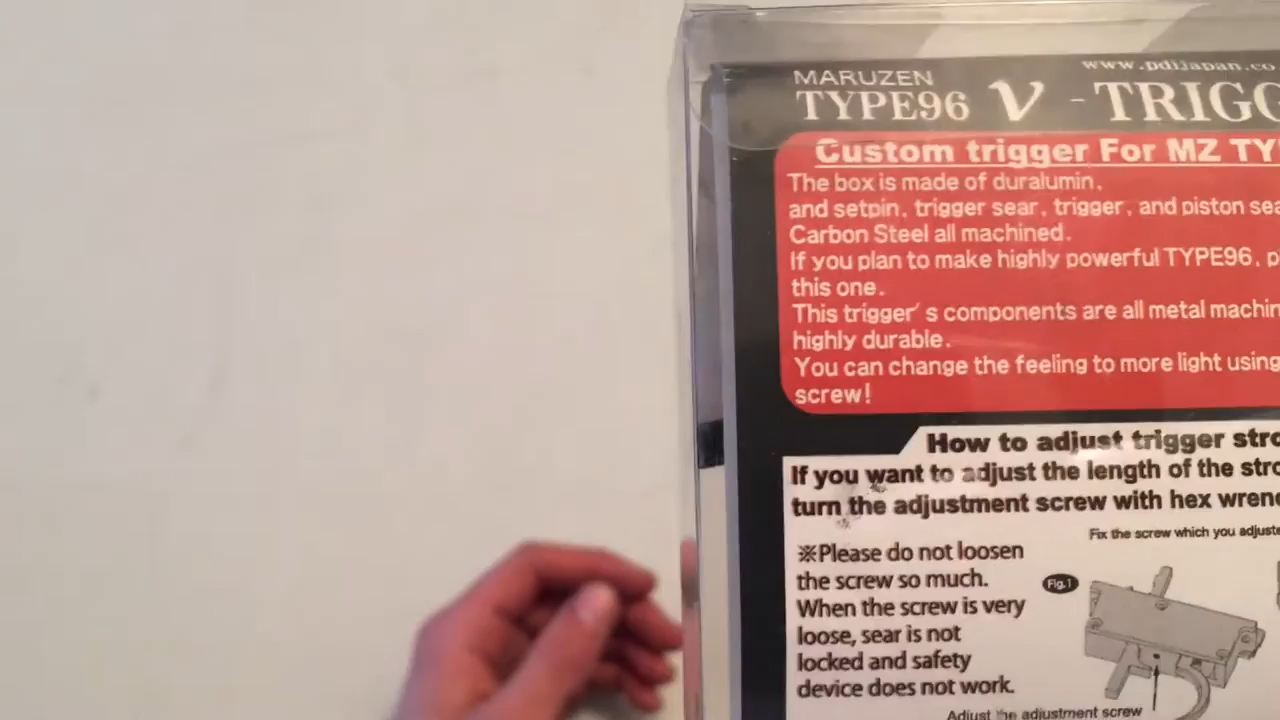 www.pdijapan.co
MARUZEN
TYPE96 V - TRIGG
Custom trigger For MZ TY
The box is made of duralumin,
and setpin, trigger sear, trigger, and piston sea
Carbon Steel all machined.
If you plan to make highly powerful TYPE96, p
this one.
This trigger's components are all metal machin
highly durable.
You can change the feeling to more light using
screw!
How to adjust trigger stro
If you want to adjust the length of the stro
turn the adjustment screw with hex wrenc
Fix the screw which you adjuste
※Please do not loosen
the screw so much.
When the screw is very
loose, sear is not
locked and safety
device does not work.
Fig.1
Adjust the adjustment screw